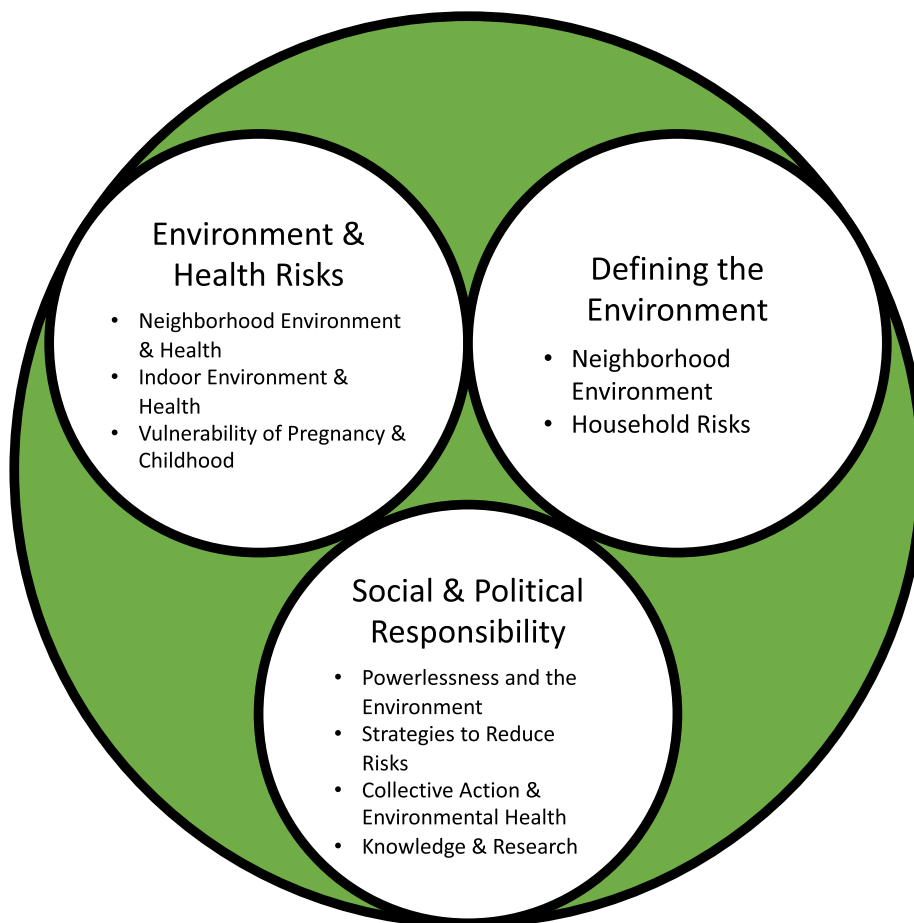 Environment &
Health Risks
• Neighborhood Environment
& Health
• Indoor Environment &
Health
• Vulnerability of Pregnancy &
Childhood
Defining the
Environment
• Neighborhood
Environment
• Household Risks
Social & Political
Responsibility
• Powerlessness and the
Environment
• Strategies to Reduce
Risks
• Collective Action &
Environmental Health
• Knowledge & Research